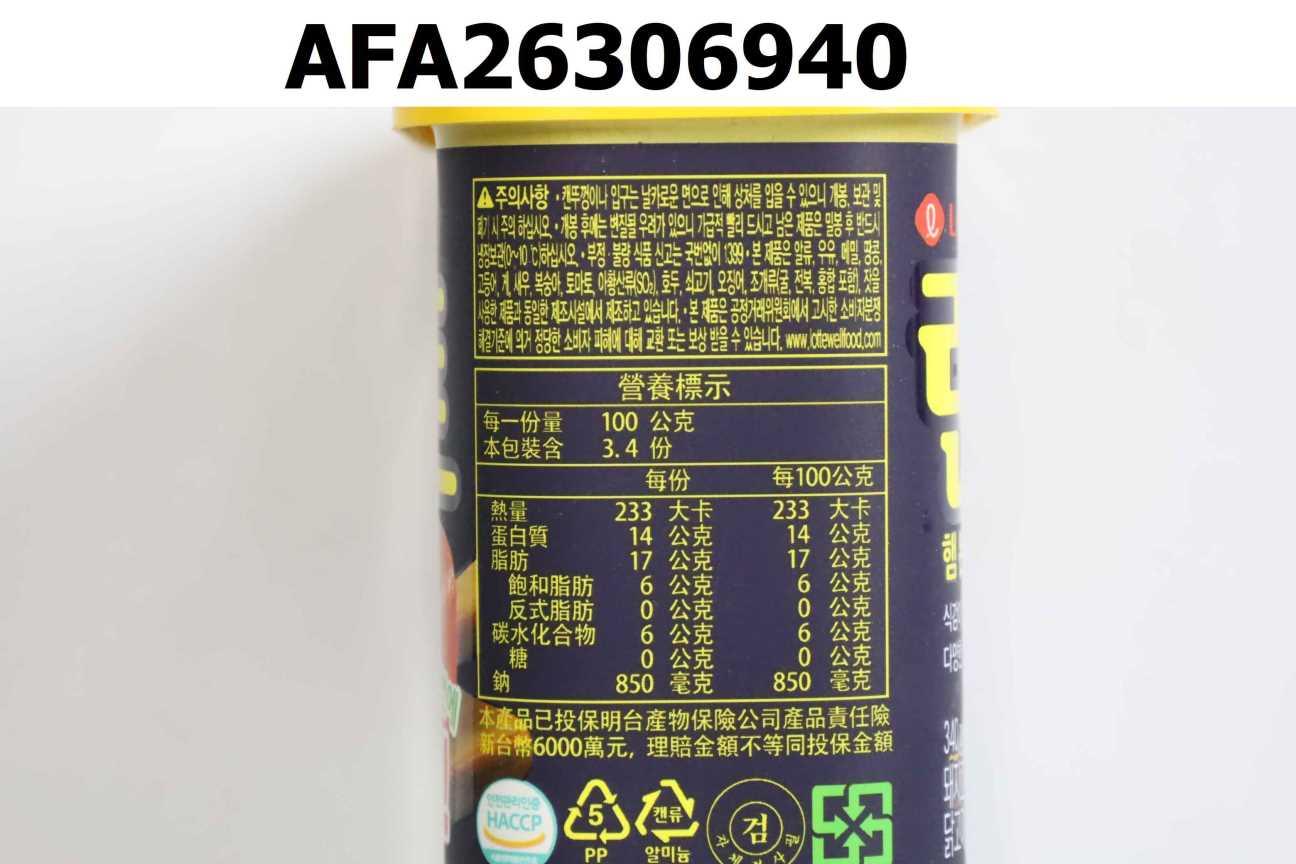 AFA26306940
주의사항 • 캔뚜껑이나 입구는 날카로운 면으로 인해 상처를 입을 수 있으니 개봉, 보관 및
폐기 시 주의 하십시오. • 개봉 후에는 변질될 우려가 있으니 가급적 빨리 드시고 남은 제품은 밀봉 후 반드시
냉장보관(0~10℃)하십시오. • 부정·불량 식품 신고는 국번없이 1399 • 본 제품은 알류, 우유, 메밀, 땅콩,
고등어, 게, 새우, 복숭아, 토마토, 아황산류(SO₂), 호두, 쇠고기, 오징어, 조개류(굴, 전복, 홍합 포함), 잣을
사용한 제품과 동일한 제조시설에서 제조하고 있습니다. • 본 제품은 공정거래위원회에서 고시한 소비자분쟁
해결기준에 의거 정당한 소비자 피해에 대해 교환 또는 보상 받을 수 있습니다. www.lottewellfood.com
營養標示
每一份量 100 公克
本包裝含 3.4 份
每份 每100公克
熱量 233 大卡 233 大卡
蛋白質 14 公克 14 公克
脂肪 17 公克 17 公克
飽和脂肪 6 公克 6 公克
反式脂肪 0 公克 0 公克
碳水化合物 6 公克 6 公克
糖 0 公克 0 公克
鈉 850 毫克 850 毫克
本產品已投保明台產物保險公司產品責任險
新台幣6000萬元, 理賠金額不等同投保金額
안전관리인증
HACCP
5
PP
캔류
알미늄
검
햄
340